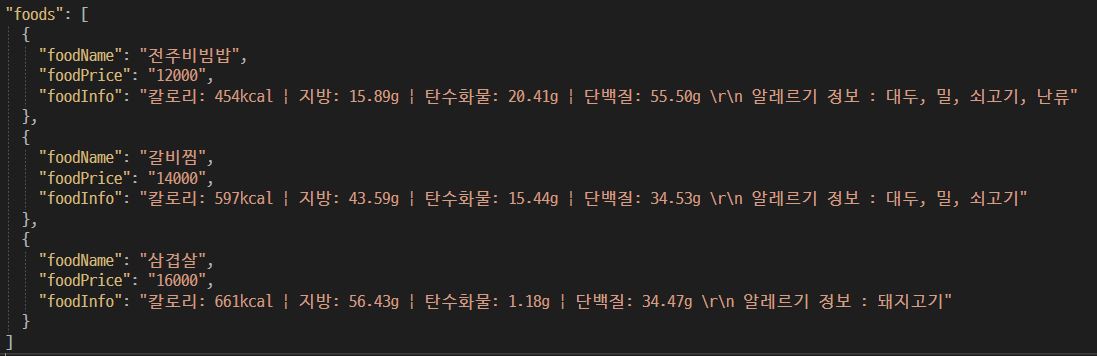 "foods": [
{
"foodName": "전주비빔밥",
"foodPrice": "12000",
"foodInfo": "칼로리: 454kcal | 지방: 15.89g | 탄수화물: 20.41g | 단백질: 55.50g \r\n 알레르기 정보 : 대두, 밀, 쇠고기, 난류"
},
{
"foodName": "갈비찜",
"foodPrice": "14000",
"foodInfo": "칼로리: 597kcal | 지방: 43.59g | 탄수화물: 15.44g | 단백질: 34.53g \r\n 알레르기 정보 : 대두, 밀, 쇠고기"
},
{
"foodName": "삼겹살",
"foodPrice": "16000",
"foodInfo": "칼로리: 661kcal | 지방: 56.43g | 탄수화물: 1.18g | 단백질: 34.47g \r\n 알레르기 정보 : 돼지고기"
}
]